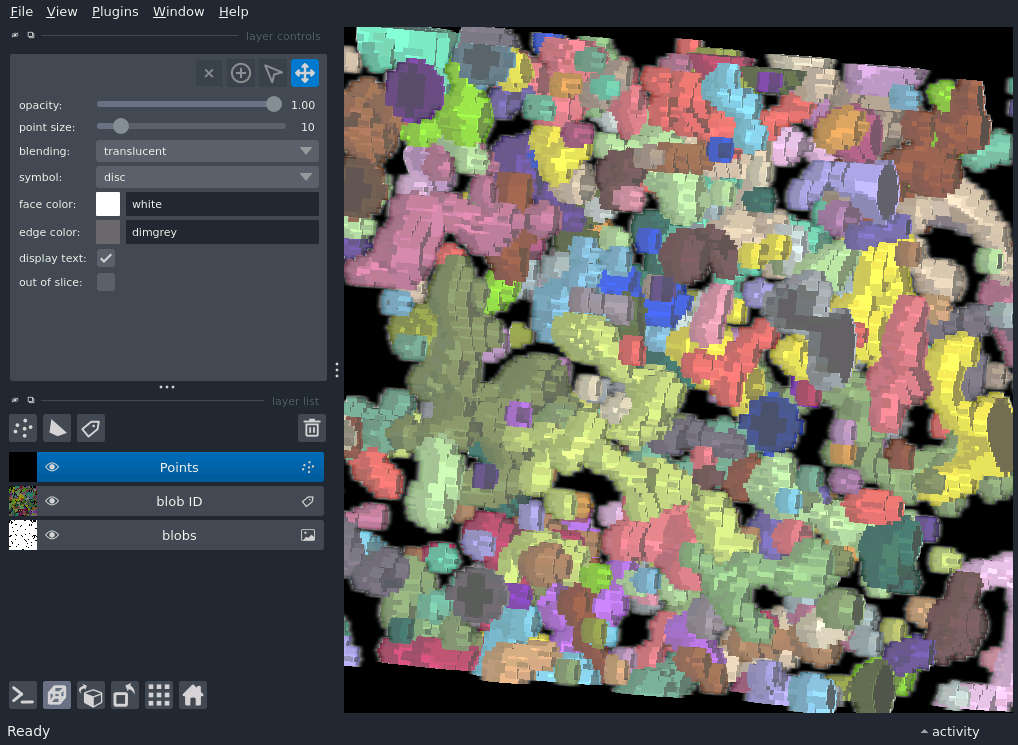 File View Plugins Window Help
layer controls
opacity: 1.00
point size: 10
blending: translucent
symbol: disc
face color: white
edge color: dimgrey
display text:
out of slice:
layer list
Points
blob ID
blobs
Ready
activity